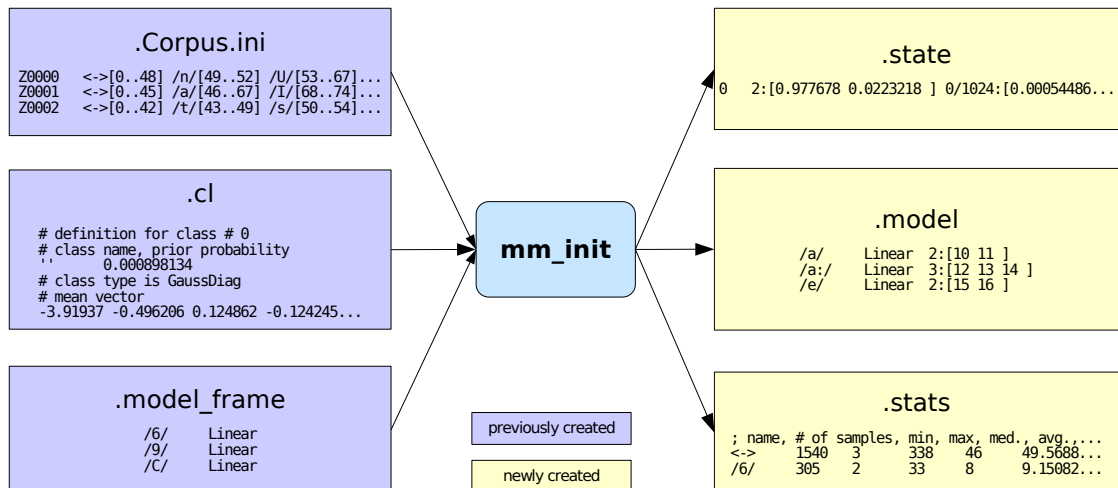 .Corpus.ini
Z0000 <->[0..48] /n/[49..52] /U/[53..67]...
Z0001 <->[0..45] /a/[46..67] /I/[68..74]...
Z0002 <->[0..42] /t/[43..49] /s/[50..54]...
.cl
# definition for class # 0
# class name, prior probability
'' 0.000898134
# class type is GaussDiag
# mean vector
-3.91937 -0.496206 0.124862 -0.124245...
.model_frame
/6/ Linear
/9/ Linear
/C/ Linear
mm_init
previously created
newly created
.state
0 2:[0.977678 0.0223218 ] 0/1024:[0.00054486...
.model
/a/ Linear 2:[10 11 ]
/a:/ Linear 3:[12 13 14 ]
/e/ Linear 2:[15 16 ]
.stats
; name, # of samples, min, max, med., avg.,...
<-> 1540 3 338 46 49.5688...
/6/ 305 2 33 8 9.15082...